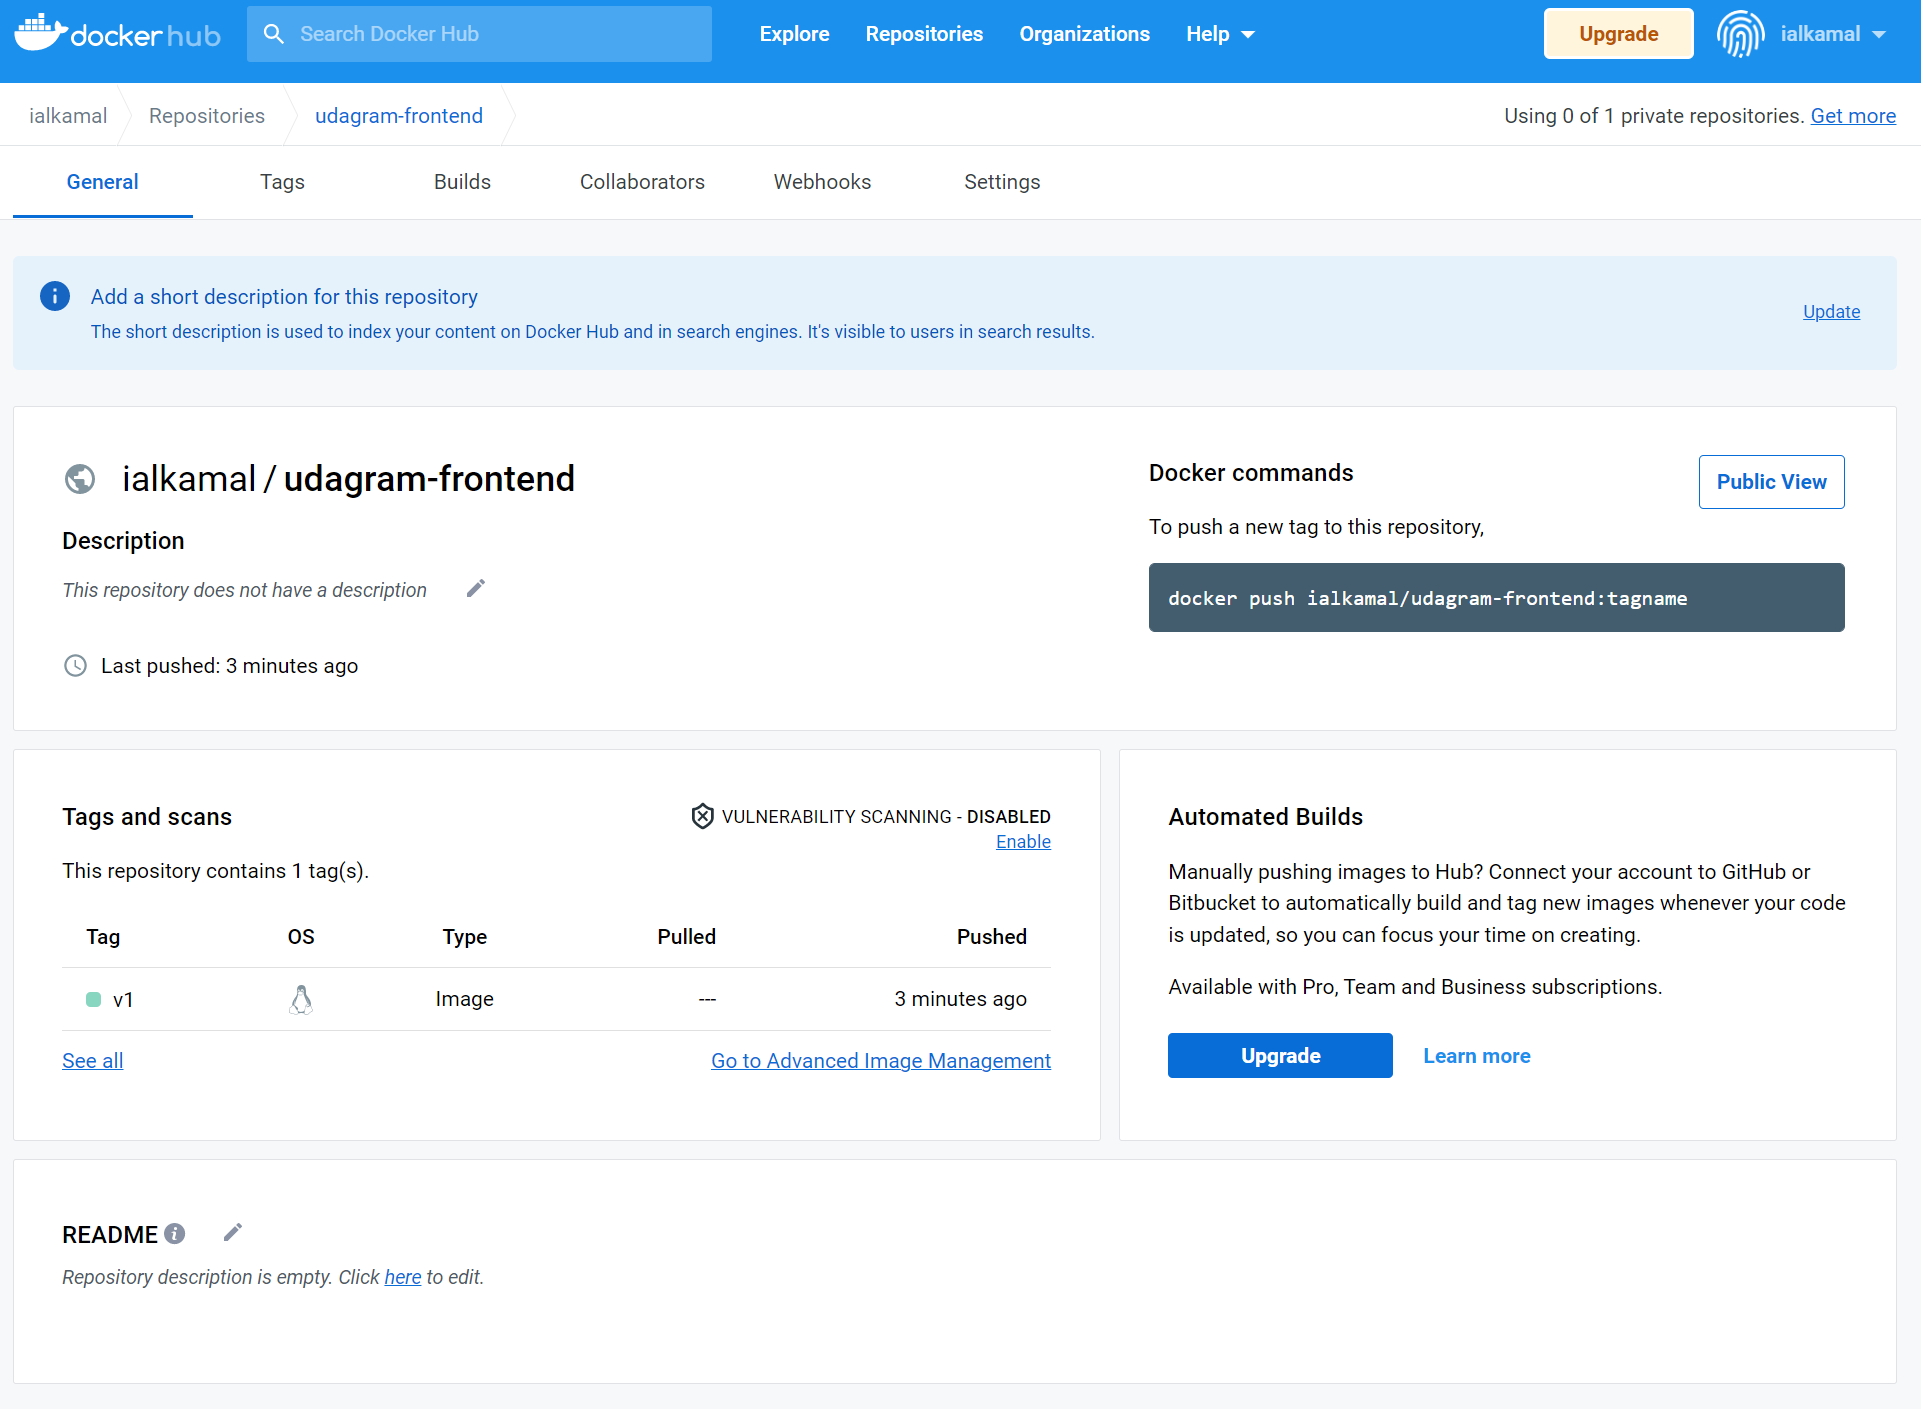 docker hub
Search Docker Hub
Explore
Repositories
Organizations
Help
Upgrade
ialkamal
ialkamal
Repositories
udagram-frontend
Using 0 of 1 private repositories. Get more
General
Tags
Builds
Collaborators
Webhooks
Settings
Add a short description for this repository
The short description is used to index your content on Docker Hub and in search engines. It's visible to users in search results.
Update
ialkamal / udagram-frontend
Description
This repository does not have a description
Last pushed: 3 minutes ago
Docker commands
Public View
To push a new tag to this repository,
docker push ialkamal/udagram-frontend:tagname
Tags and scans
VULNERABILITY SCANNING - DISABLED
Enable
This repository contains 1 tag(s).
Tag OS Type Pulled Pushed
v1 Image --- 3 minutes ago
See all
Go to Advanced Image Management
Automated Builds
Manually pushing images to Hub? Connect your account to GitHub or
Bitbucket to automatically build and tag new images whenever your code
is updated, so you can focus your time on creating.
Available with Pro, Team and Business subscriptions.
Upgrade
Learn more
README
Repository description is empty. Click here to edit.